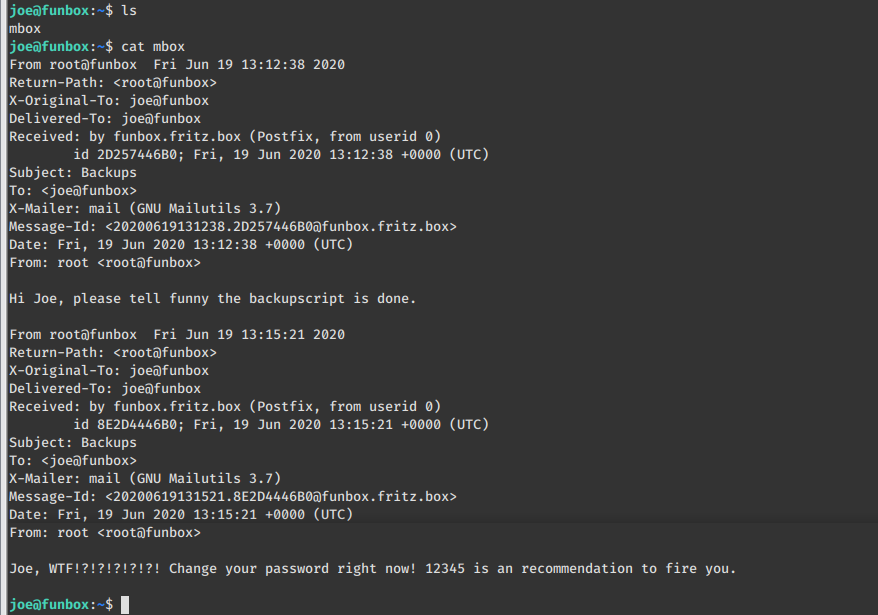 joe@funbox:~$ ls
mbox
joe@funbox:~$ cat mbox
From root@funbox  Fri Jun 19 13:12:38 2020
Return-Path: <root@funbox>
X-Original-To: joe@funbox
Delivered-To: joe@funbox
Received: by funbox.fritz.box (Postfix, from userid 0)
        id 2D257446B0; Fri, 19 Jun 2020 13:12:38 +0000 (UTC)
Subject: Backups
To: <joe@funbox>
X-Mailer: mail (GNU Mailutils 3.7)
Message-Id: <20200619131238.2D257446B0@funbox.fritz.box>
Date: Fri, 19 Jun 2020 13:12:38 +0000 (UTC)
From: root <root@funbox>

Hi Joe, please tell funny the backupscript is done.

From root@funbox  Fri Jun 19 13:15:21 2020
Return-Path: <root@funbox>
X-Original-To: joe@funbox
Delivered-To: joe@funbox
Received: by funbox.fritz.box (Postfix, from userid 0)
        id 8E2D4446B0; Fri, 19 Jun 2020 13:15:21 +0000 (UTC)
Subject: Backups
To: <joe@funbox>
X-Mailer: mail (GNU Mailutils 3.7)
Message-Id: <20200619131521.8E2D4446B0@funbox.fritz.box>
Date: Fri, 19 Jun 2020 13:15:21 +0000 (UTC)
From: root <root@funbox>

Joe, WTF!?!?!?!?!?! Change your password right now! 12345 is an recommendation to fire you.

joe@funbox:~$